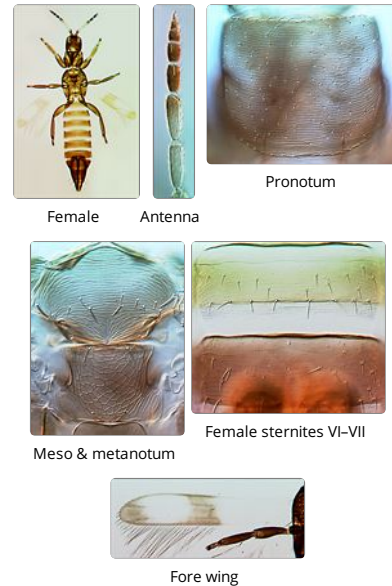 Female
Antenna
Pronotum
Meso & metanotum
Female sternites VI–VII
Fore wing